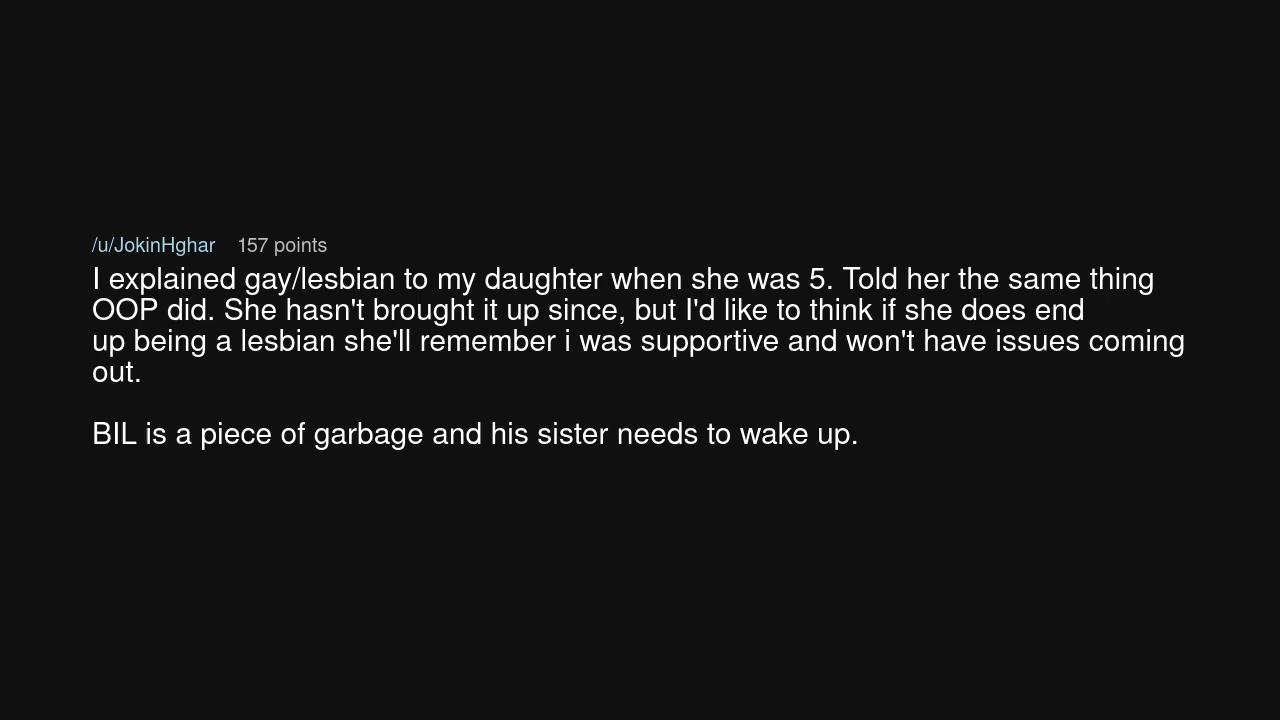 /u/JokinHghar 157 points
I explained gay/lesbian to my daughter when she was 5. Told her the same thing
OOP did. She hasn't brought it up since, but I'd like to think if she does end
up being a lesbian she'll remember i was supportive and won't have issues coming
out.
BIL is a piece of garbage and his sister needs to wake up.